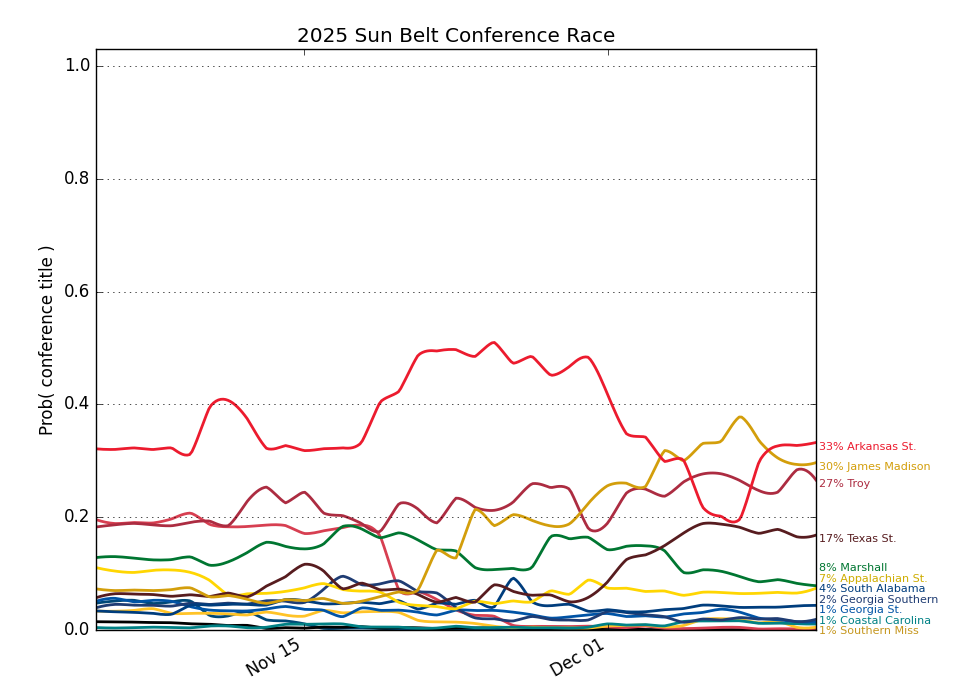 2025 Sun Belt Conference Race
Prob( conference title )
1.0
0.8
0.6
0.4
0.2
0.0
Nov 15
Dec 01
33% Arkansas St.
30% James Madison
27% Troy
17% Texas St.
8% Marshall
7% Appalachian St.
4% South Alabama
2% Georgia Southern
1% Georgia St.
1% Coastal Carolina
1% Southern Miss